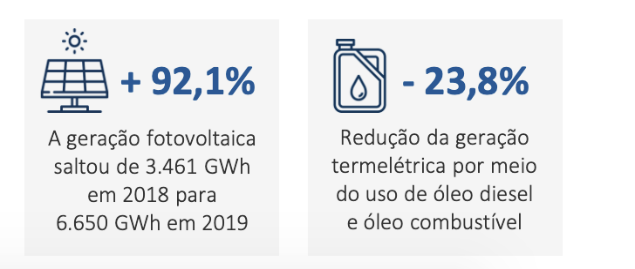 + 92,1%
A geração fotovoltaica
saltou de 3.461 GWh
em 2018 para
6.650 GWh em 2019
- 23,8%
Redução da geração
termelétrica por meio
do uso de óleo diesel
e óleo combustível